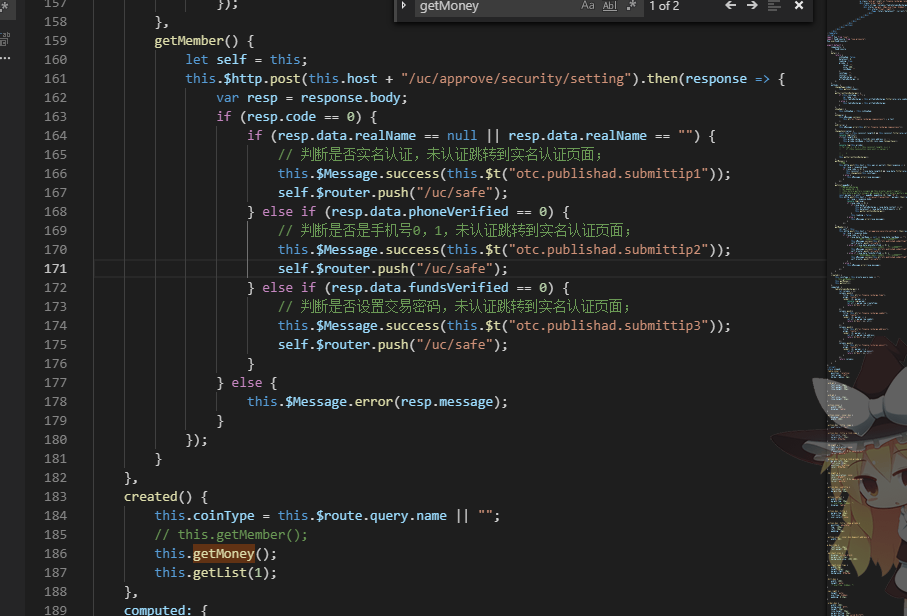 getMoney Aa Abl .* 1 of 2
157 });
158 },
159 getMember() {
160 let self = this;
161 this.$http.post(this.host + "/uc/approve/security/setting").then(response => {
162 var resp = response.body;
163 if (resp.code == 0) {
164 if (resp.data.realName == null || resp.data.realName == "") {
165 // 判断是否实名认证，未认证跳转到实名认证页面；
166 this.$Message.success(this.$t("otc.publishad.submittip1"));
167 self.$router.push("/uc/safe");
168 } else if (resp.data.phoneVerified == 0) {
169 // 判断是否是手机号0，1，未认证跳转到实名认证页面；
170 this.$Message.success(this.$t("otc.publishad.submittip2"));
171 self.$router.push("/uc/safe");
172 } else if (resp.data.fundsVerified == 0) {
173 // 判断是否设置交易密码，未认证跳转到实名认证页面；
174 this.$Message.success(this.$t("otc.publishad.submittip3"));
175 self.$router.push("/uc/safe");
176 }
177 } else {
178 this.$Message.error(resp.message);
179 }
180 });
181 }
182 },
183 created() {
184 this.coinType = this.$route.query.name || "";
185 // this.getMember();
186 this.getMoney();
187 this.getList(1);
188 },
189 computed: {